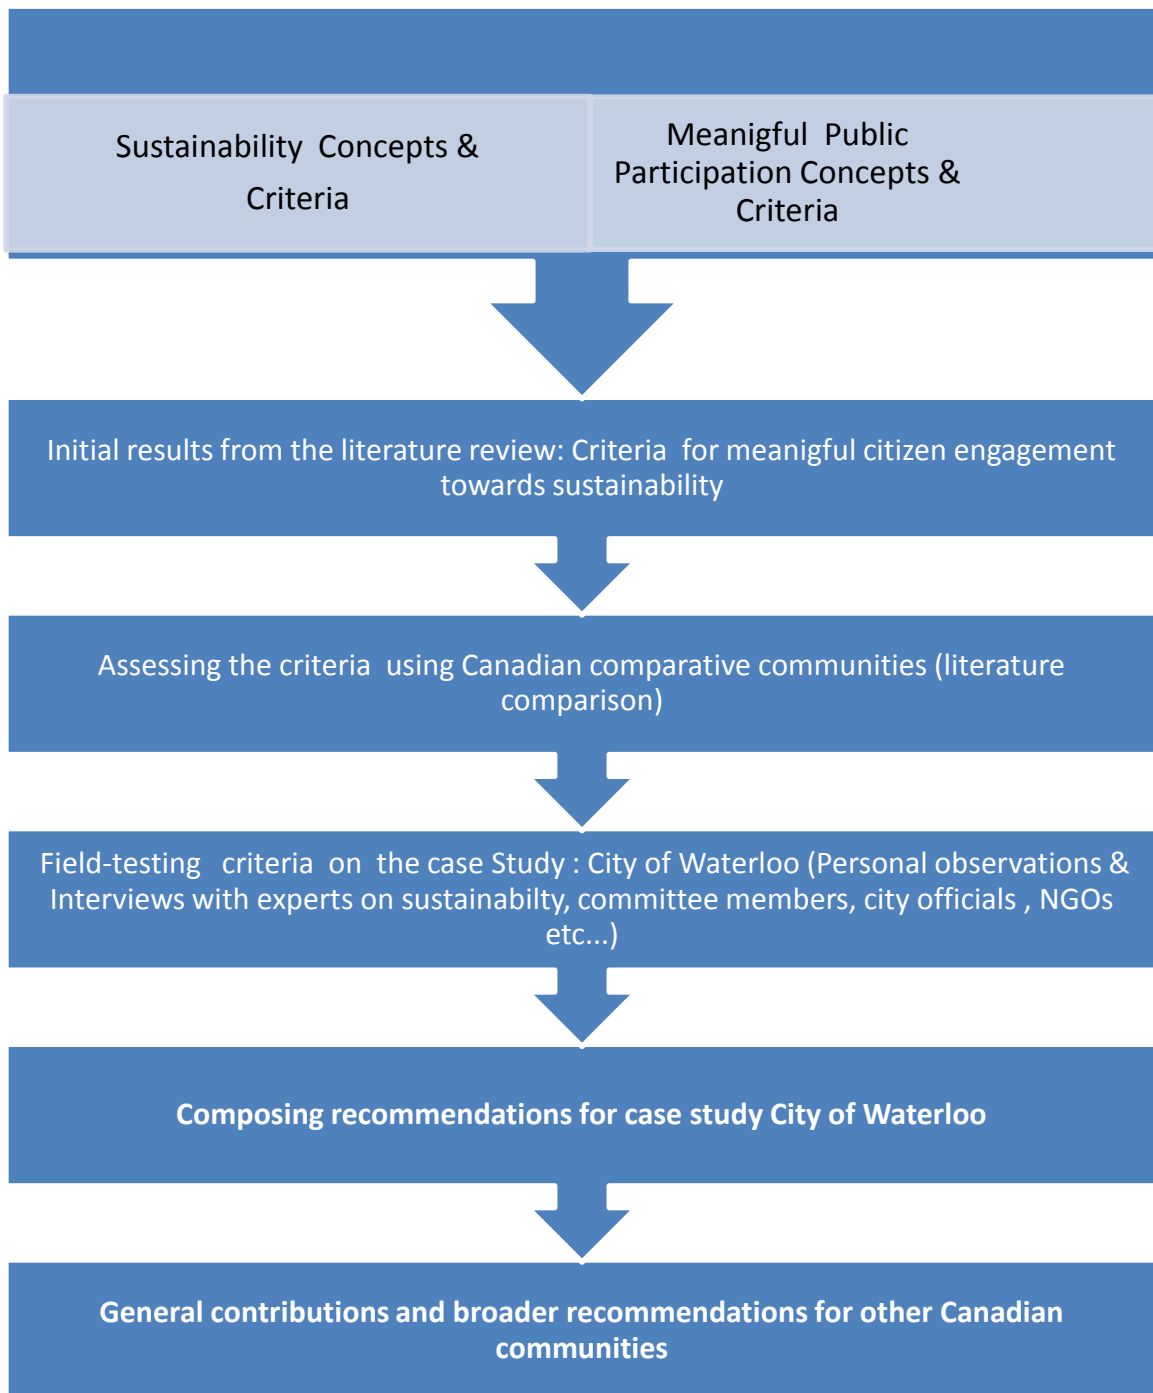 Sustainability Concepts &
Criteria
Meanigful Public
Participation Concepts &
Criteria
Initial results from the literature review: Criteria for meanigful citizen engagement
towards sustainability
Assessing the criteria using Canadian comparative communities (literature
comparison)
Field-testing criteria on the case Study : City of Waterloo (Personal observations &
Interviews with experts on sustainabilty, committee members, city officials , NGOs
etc...)
Composing recommendations for case study City of Waterloo
General contributions and broader recommendations for other Canadian
communities